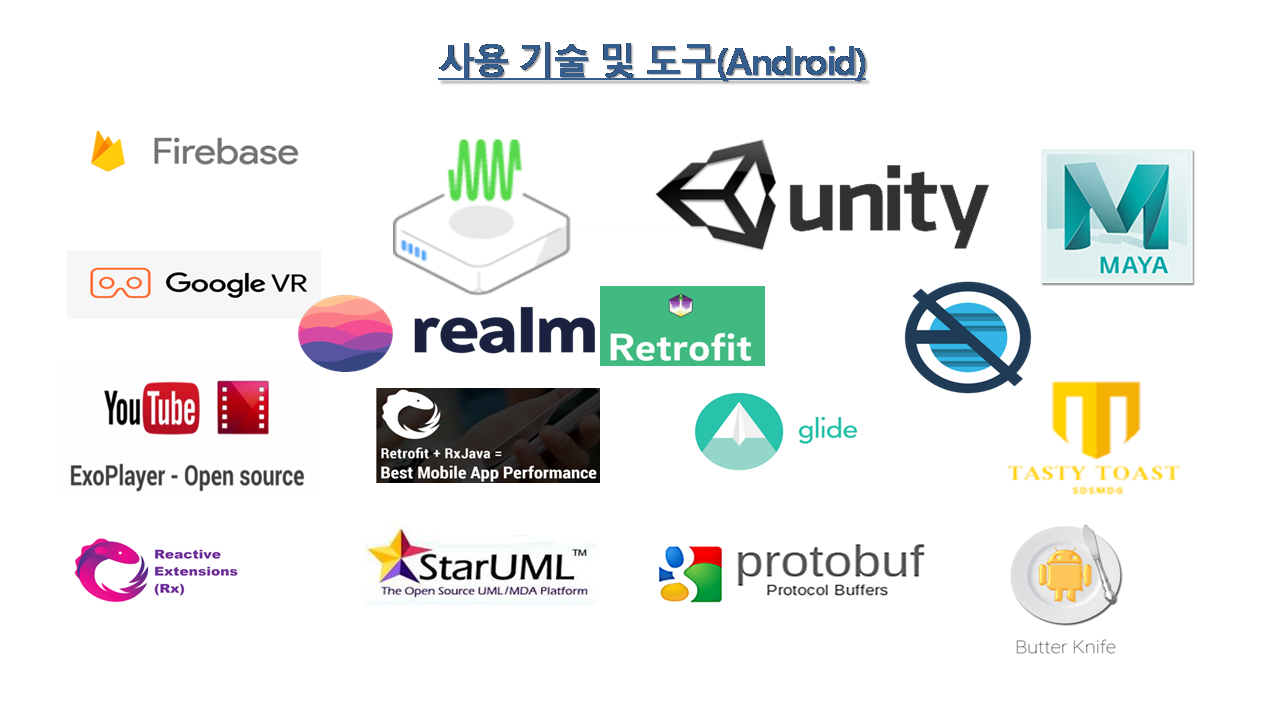 사용 기술 및 도구(Android)
Firebase
unity
MAYA
Google VR
realm
Retrofit
YouTube
ExoPlayer - Open source
Retrofit + RxJava =
Best Mobile App Performance
glide
TASTY TOAST
SDSMDG
Reactive
Extensions
(Rx)
StarUML™
The Open Source UML/MDA Platform
protobuf
Protocol Buffers
Butter Knife